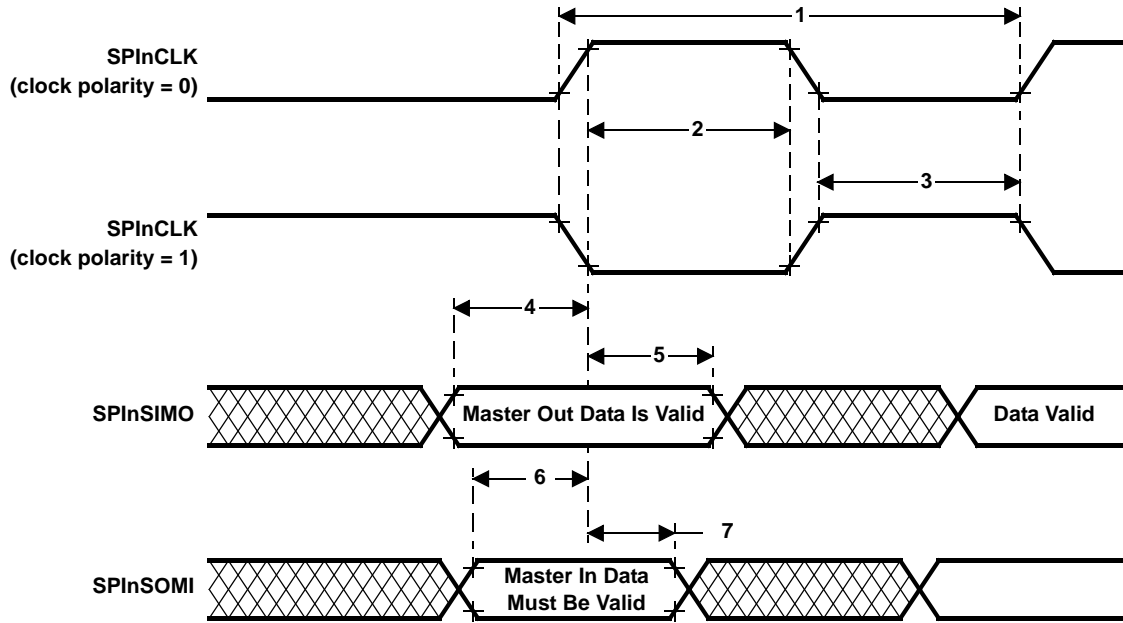 1
SPInCLK
(clock polarity = 0)
2
3
SPInCLK
(clock polarity = 1)
4
5
SPInSIMO
Master Out Data Is Valid
Data Valid
6
7
SPInSOMI
Master In Data
Must Be Valid